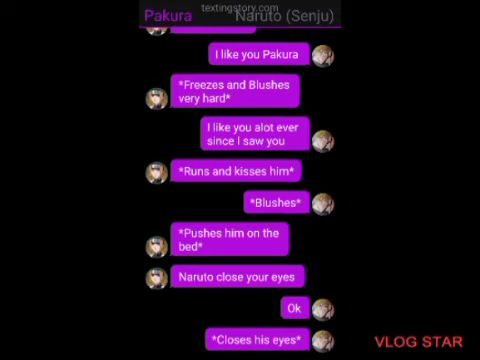 textingstory.com
Pakura
Naruto (Senju)
I like you Pakura
*Freezes and Blushes
very hard*
I like you alot ever
since I saw you
*Runs and kisses him*
*Blushes*
*Pushes him on the
bed*
Naruto close your eyes
Ok
*Closes his eyes*
VLOG STAR